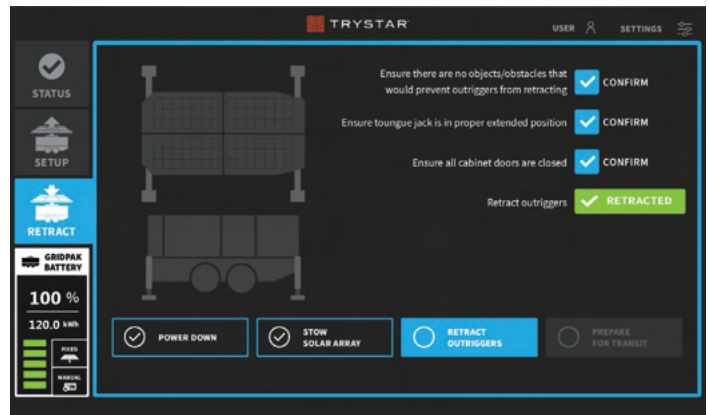 TRYSTAR
USER
SETTINGS
STATUS
SETUP
RETRACT
GRIDPAK
BATTERY
100 %
120.0 kWh
FIXED
MANUAL
Ensure there are no objects/obstacles that
would prevent outriggers from retracting
CONFIRM
Ensure toungue jack is in proper extended position
CONFIRM
Ensure all cabinet doors are closed
CONFIRM
Retract outriggers
RETRACTED
POWER DOWN
STOW
SOLAR ARRAY
RETRACT
OUTRIGGERS
PREPARE
FOR TRANSIT